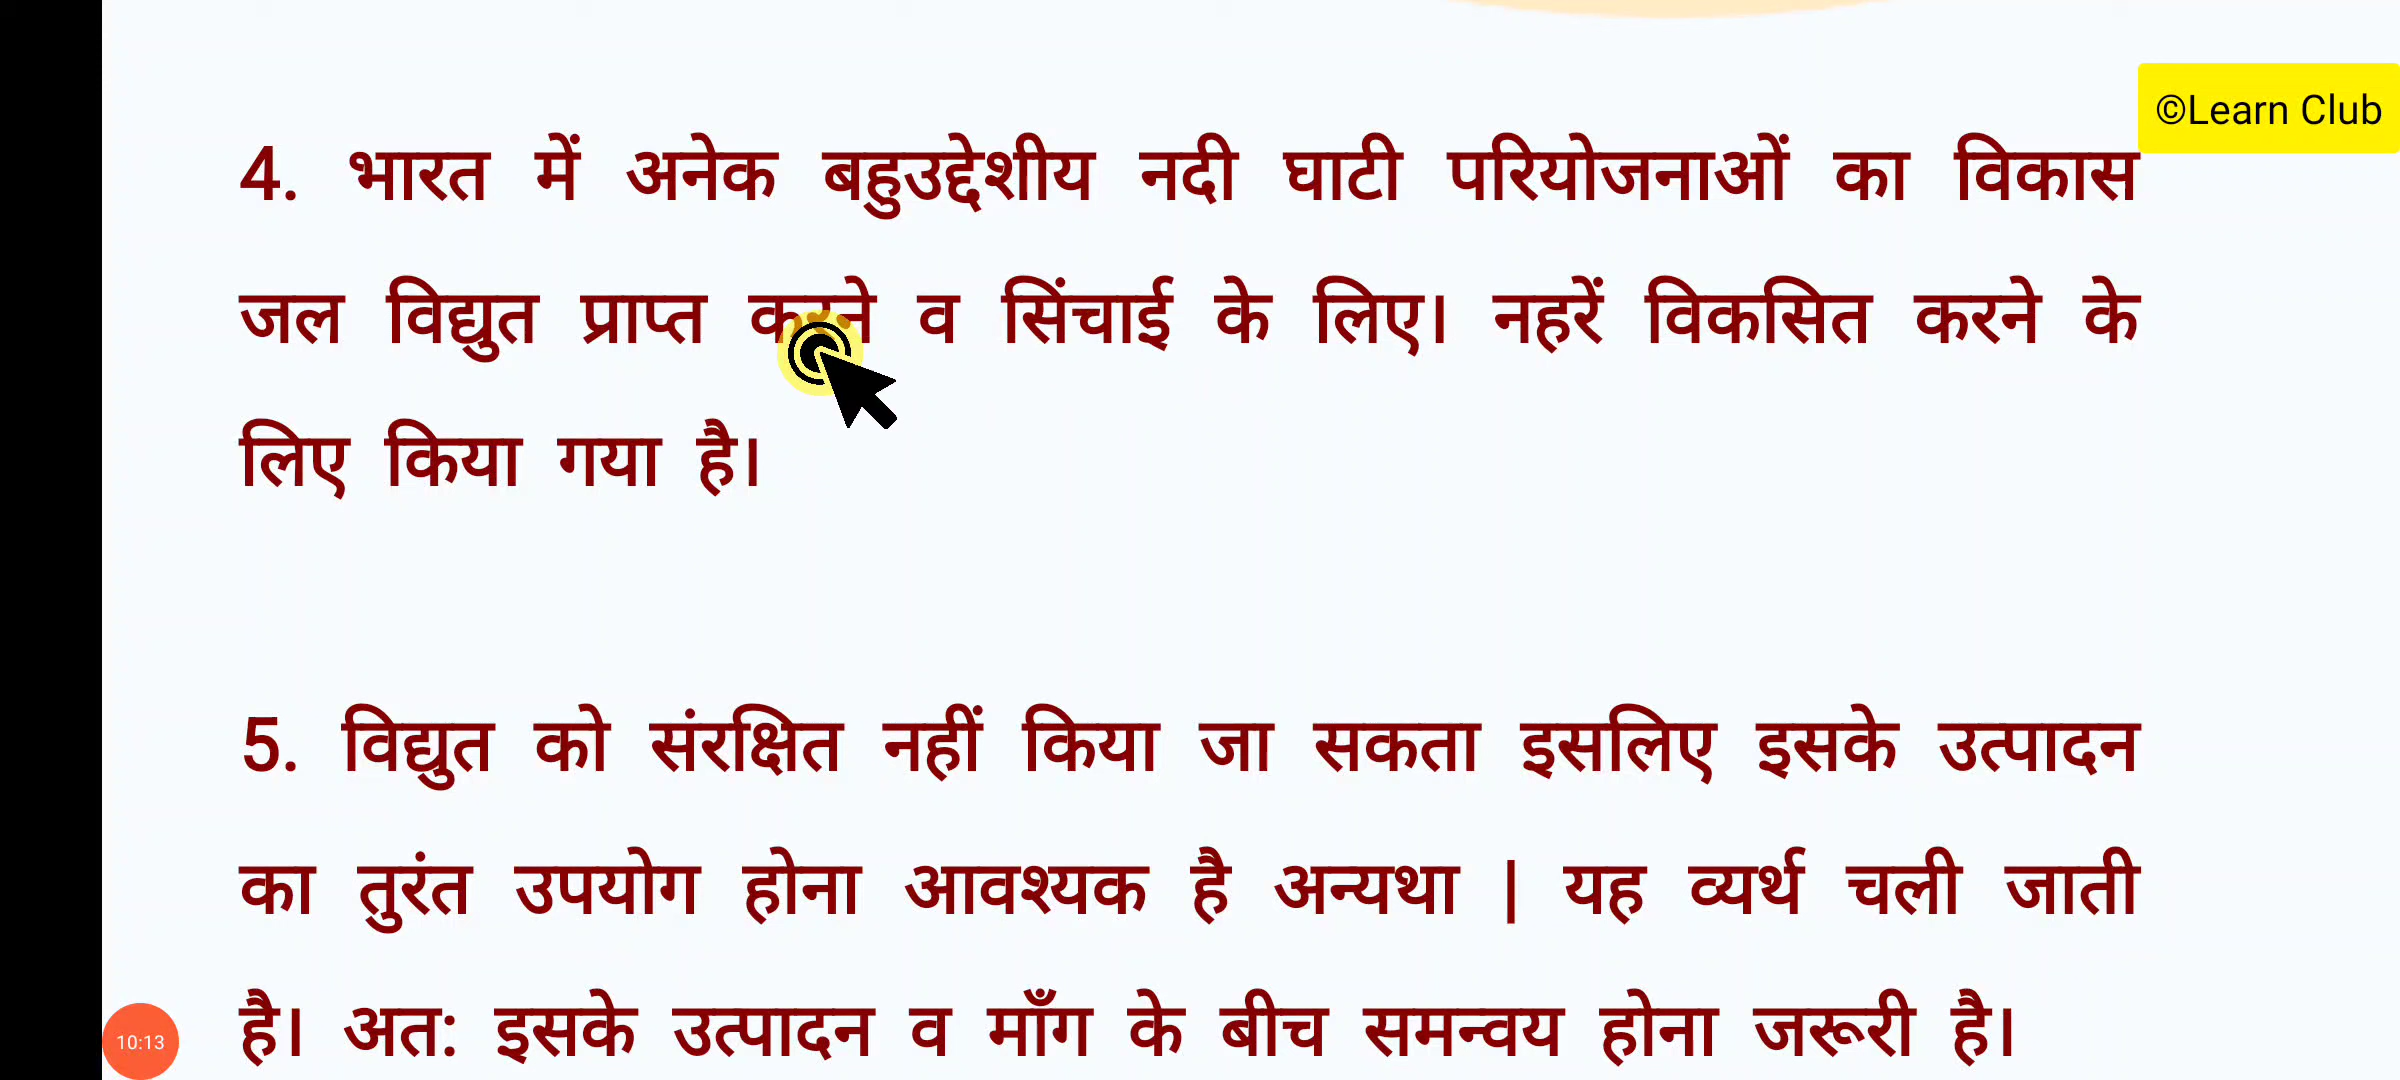 ©Learn Club
4. भारत में अनेक बहुउद्देशीय नदी घाटी परियोजनाओं का विकास
जल विद्युत प्राप्त करने व सिंचाई के लिए। नहरें विकसित करने के
लिए किया गया है।
5. विद्युत को संरक्षित नहीं किया जा सकता इसलिए इसके उत्पादन
का तुरंत उपयोग होना आवश्यक है अन्यथा | यह व्यर्थ चली जाती
है। अत: इसके उत्पादन व माँग के बीच समन्वय होना जरूरी है।
10:13